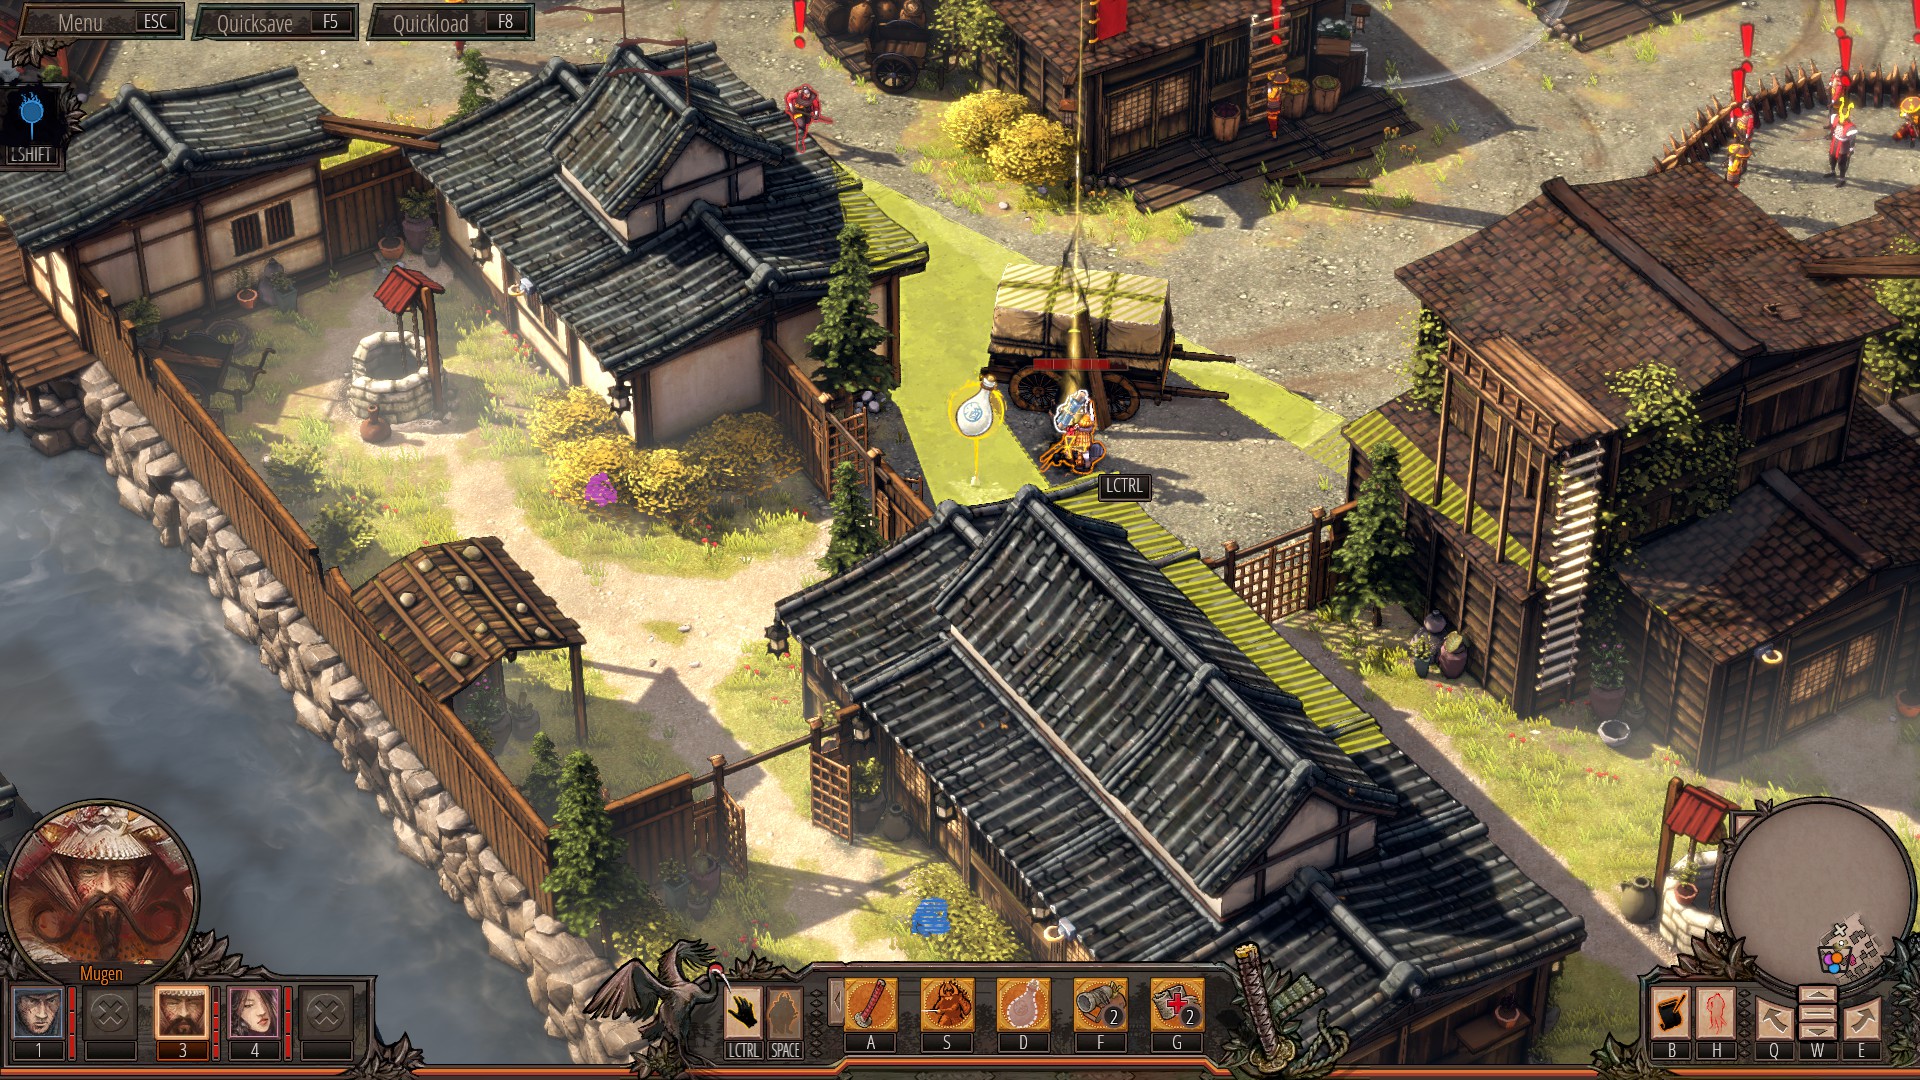 Menu ESC
Quicksave F5
Quickload F8
LSHIFT
LCTRL
Mugen
1
3
4
LCTRL
SPACE
A
S
D
2
F
2
G
B
H
Q
W
E